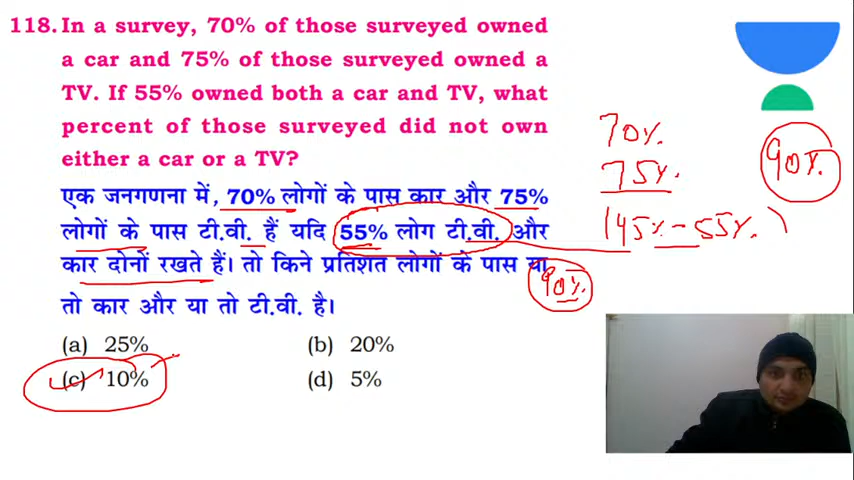 118. In a survey, 70% of those surveyed owned
a car and 75% of those surveyed owned a
TV. If 55% owned both a car and TV, what
percent of those surveyed did not own
either a car or a TV?
एक जनगणना में, 70% लोगों के पास कार और 75%
लोगों के पास टी.वी. हैं यदि 55% लोग टी.वी. और
कार दोनों रखते हैं। तो किने प्रतिशत लोगों के पास या
तो कार और या तो टी.वी. है।
(a) 25% (b) 20%
(c) 10% (d) 5%
70%
75%
(145% - 55%)
90%
90%